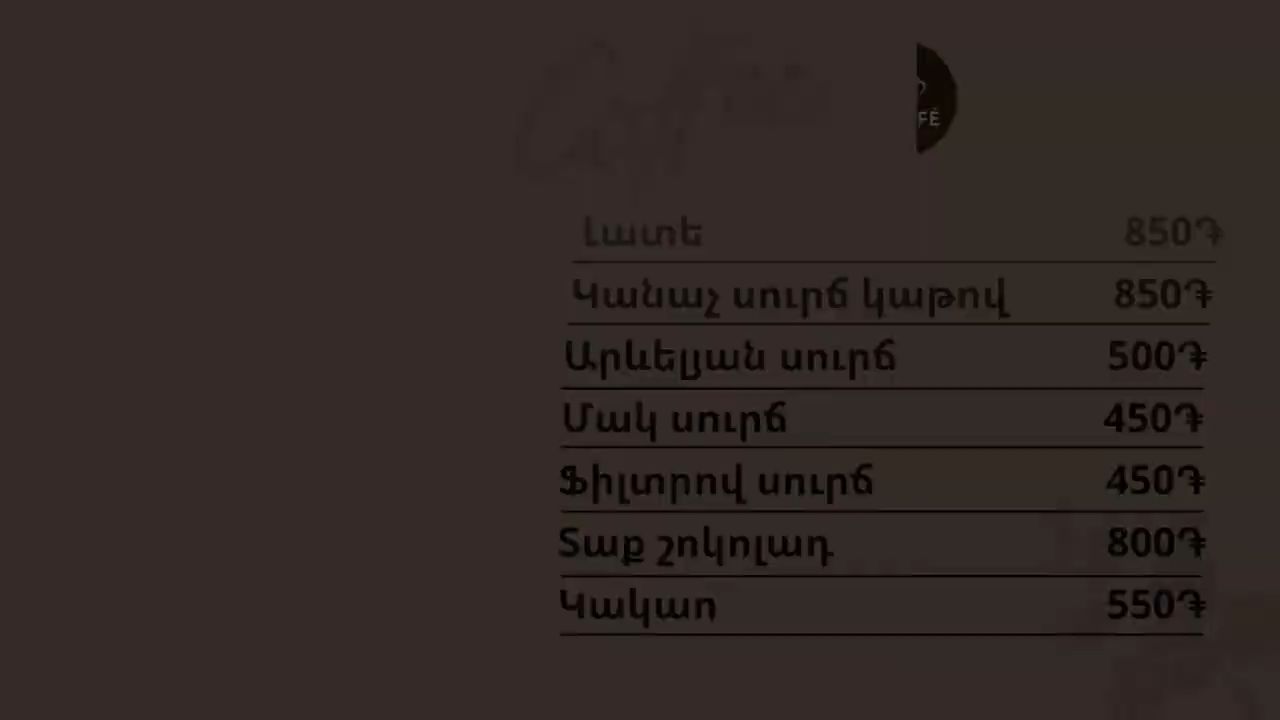 FÉ
Լատե 850֏
Կանաչ սուրճ կաթով 850֏
Արևելյան սուրճ 500֏
Մակ սուրճ 450֏
Ֆիլտրով սուրճ 450֏
Տաք շոկոլադ 800֏
Կակաո 550֏